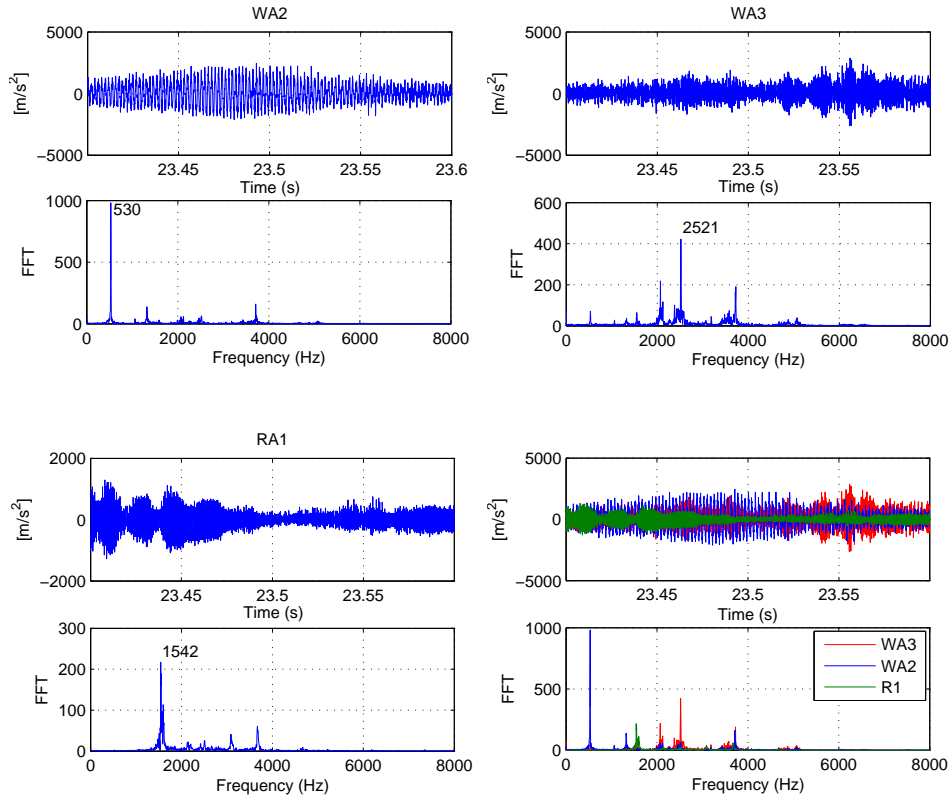 WA2
5000
0
−5000
[m/s²]
23.45 23.5 23.55 23.6
Time (s)
1000
500
0
FFT
530
0 2000 4000 6000 8000
Frequency (Hz)
WA3
5000
0
−5000
[m/s²]
23.45 23.5 23.55
Time (s)
600
400
200
0
FFT
2521
0 2000 4000 6000 8000
Frequency (Hz)
RA1
2000
0
−2000
[m/s²]
23.45 23.5 23.55
Time (s)
300
200
100
0
FFT
1542
0 2000 4000 6000 8000
Frequency (Hz)
5000
0
−5000
[m/s²]
23.45 23.5 23.55
Time (s)
1000
500
0
FFT
WA3
WA2
R1
0 2000 4000 6000 8000
Frequency (Hz)